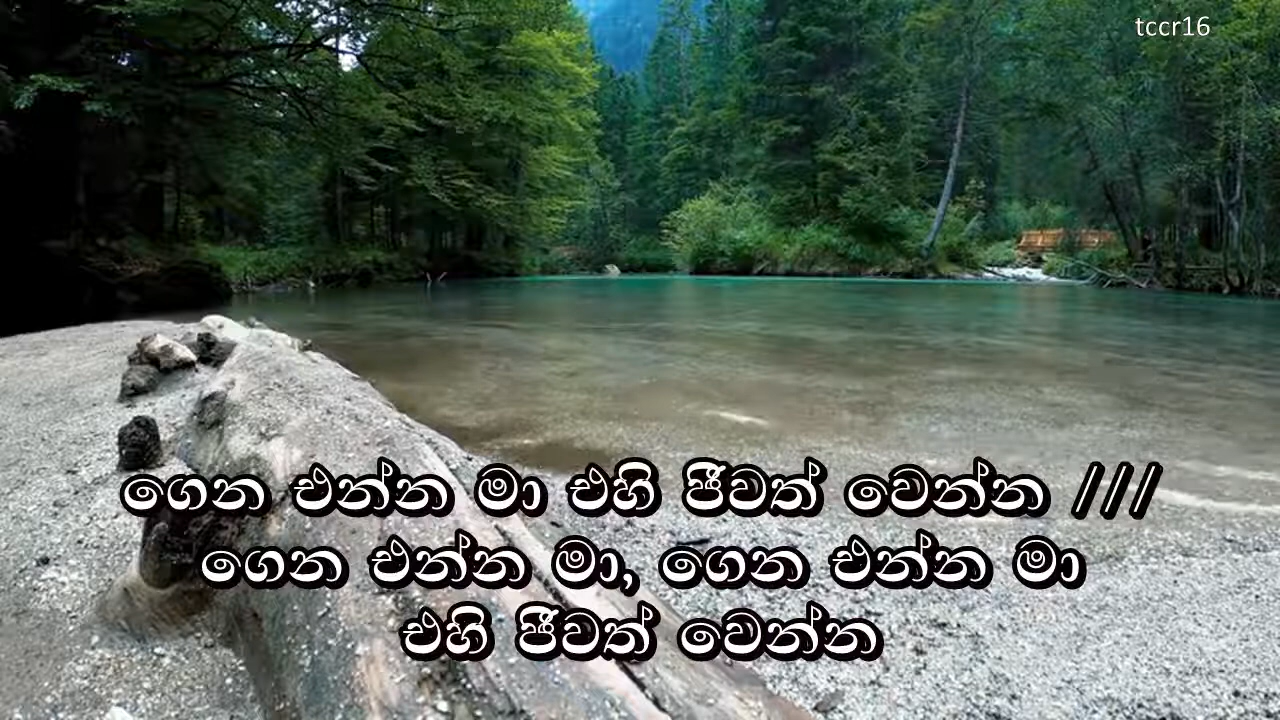 tccr16
ගෙන එන්න මා එහි ජීවත් වෙන්න ///
ගෙන එන්න මා, ගෙන එන්න මා
එහි ජීවත් වෙන්න